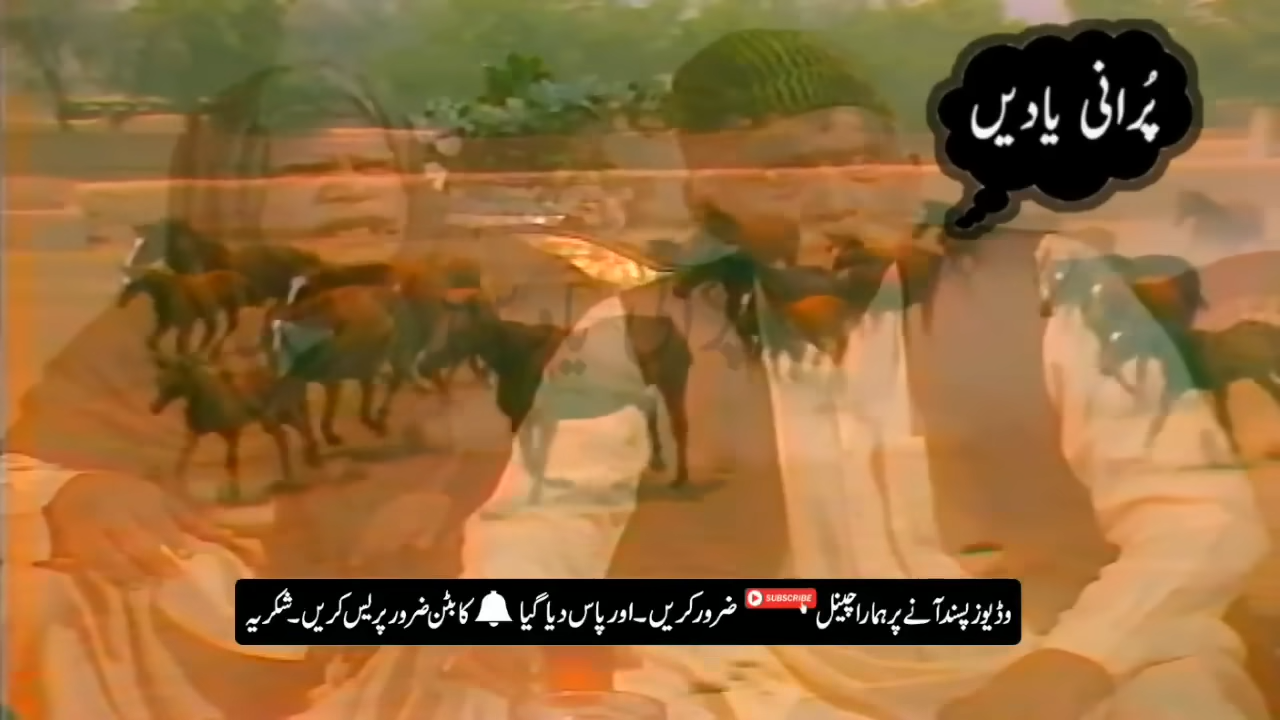 پُرانی یادیں
وڈیوز پسند آنے پر ہمارا چینل SUBSCRIBE ضرور کریں۔ اور پاس دیا گیا کا بٹن ضرور پریس کریں۔ شکریہ